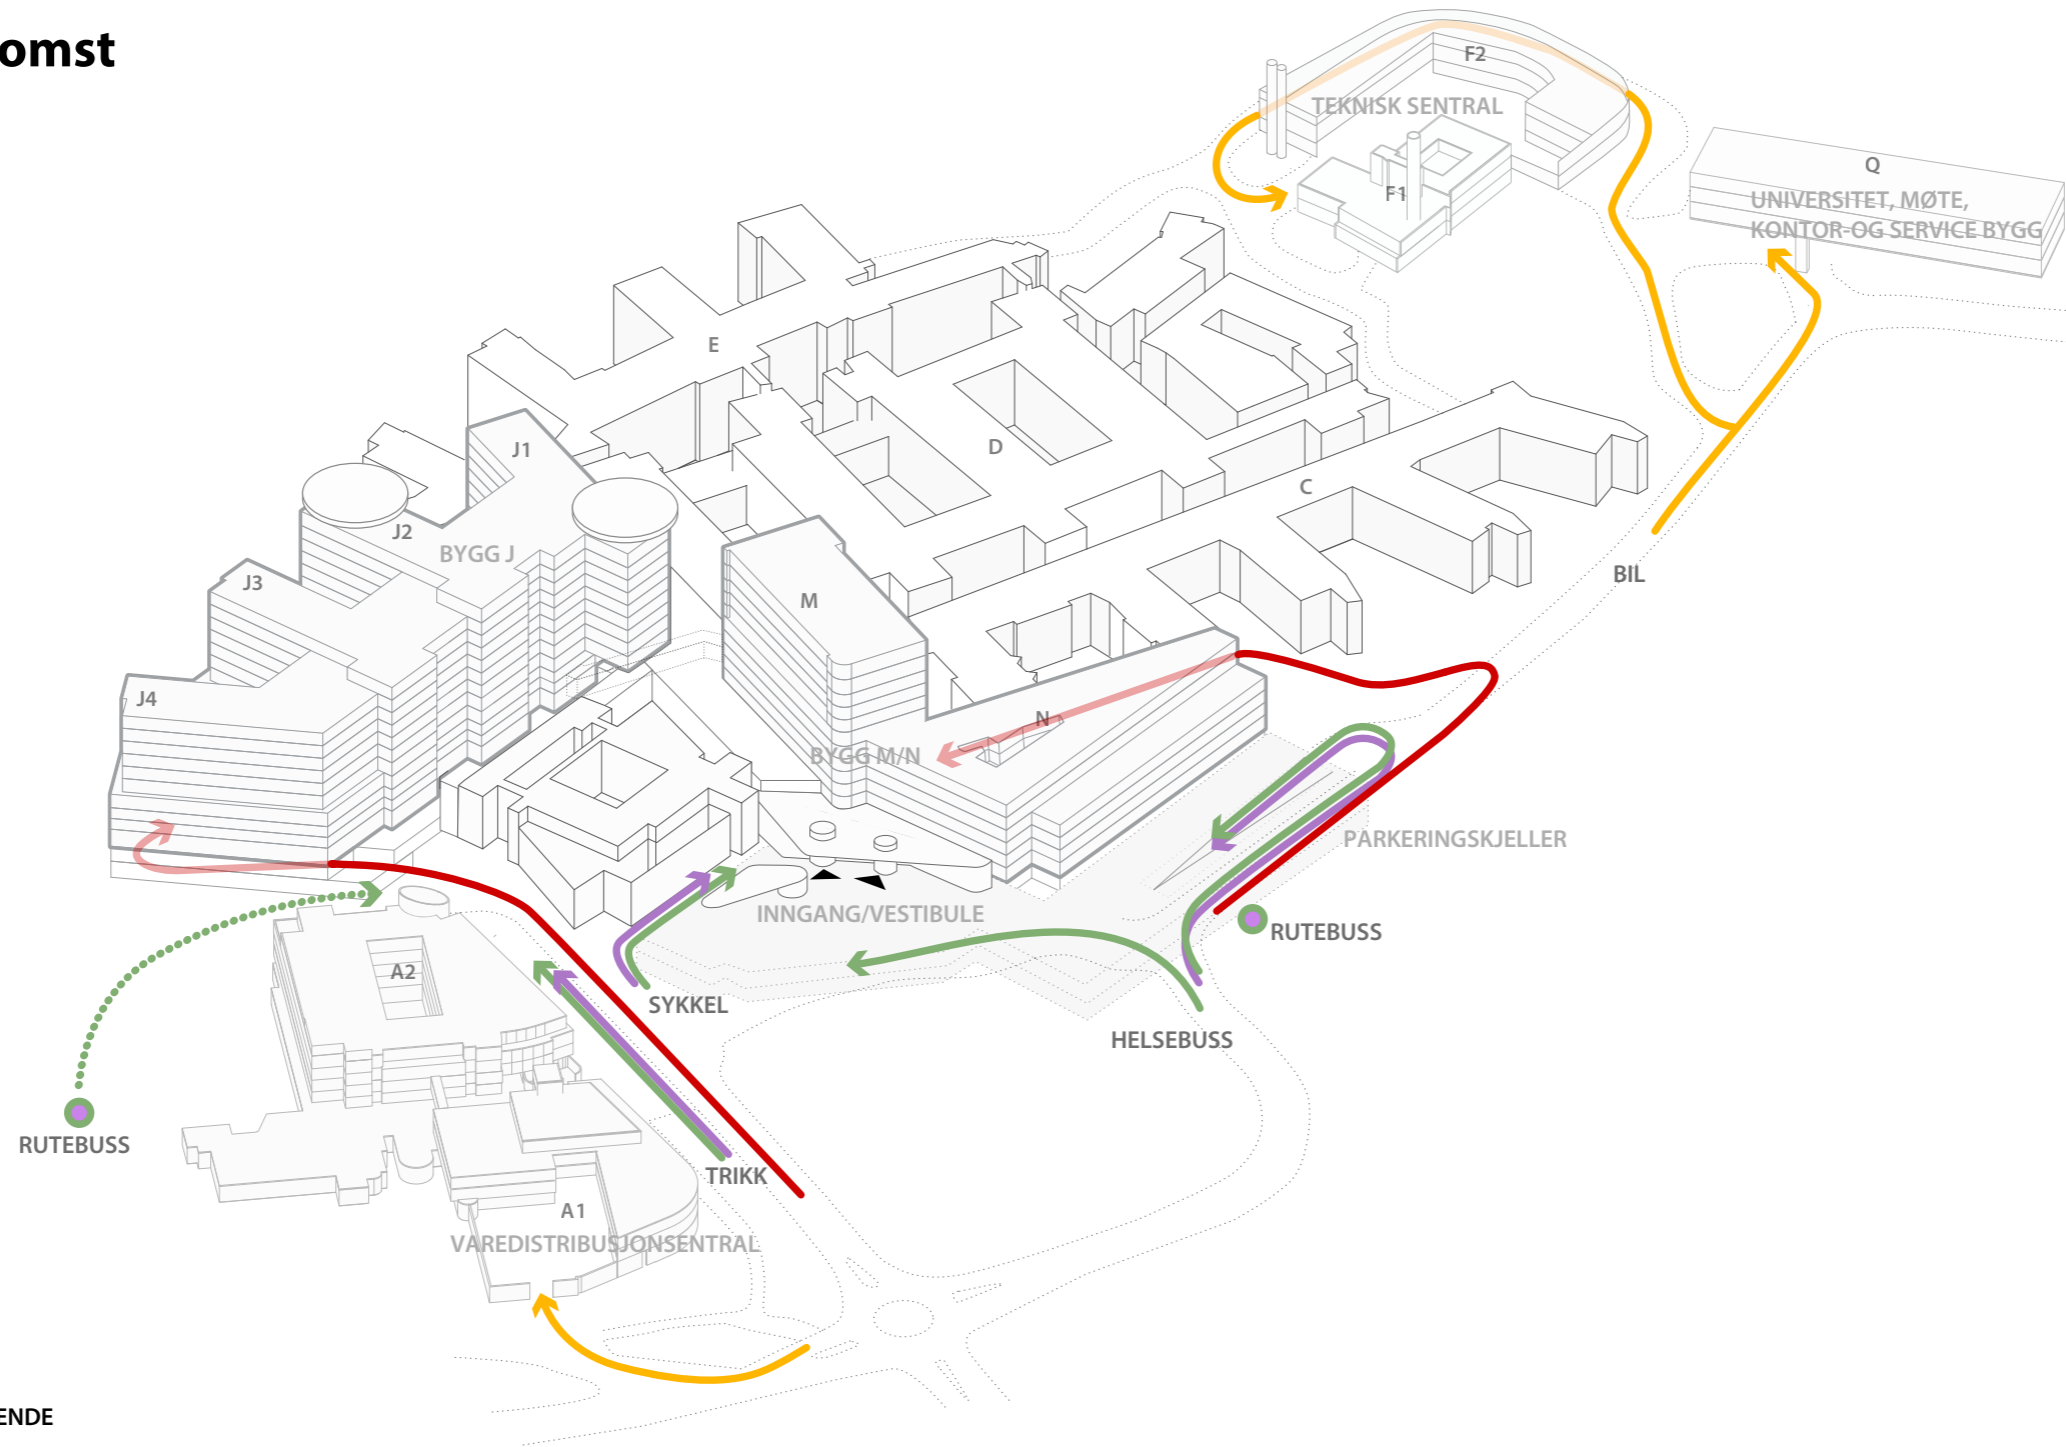 omst
F2
TEKNISK SENTRAL
F1
Q
UNIVERSITET, MØTE,
KONTOR-OG SERVICE BYGG
E
J1
D
C
J2
BYGG J
J3
M
BIL
J4
N
BYGG M/N
PARKERINGSKJELLER
INNGANG/VESTIBULE
RUTEBUSS
A2
SYKKEL
HELSEBUSS
RUTEBUSS
TRIKK
A1
VAREDISTRIBUSJONSENTRAL
ENDE